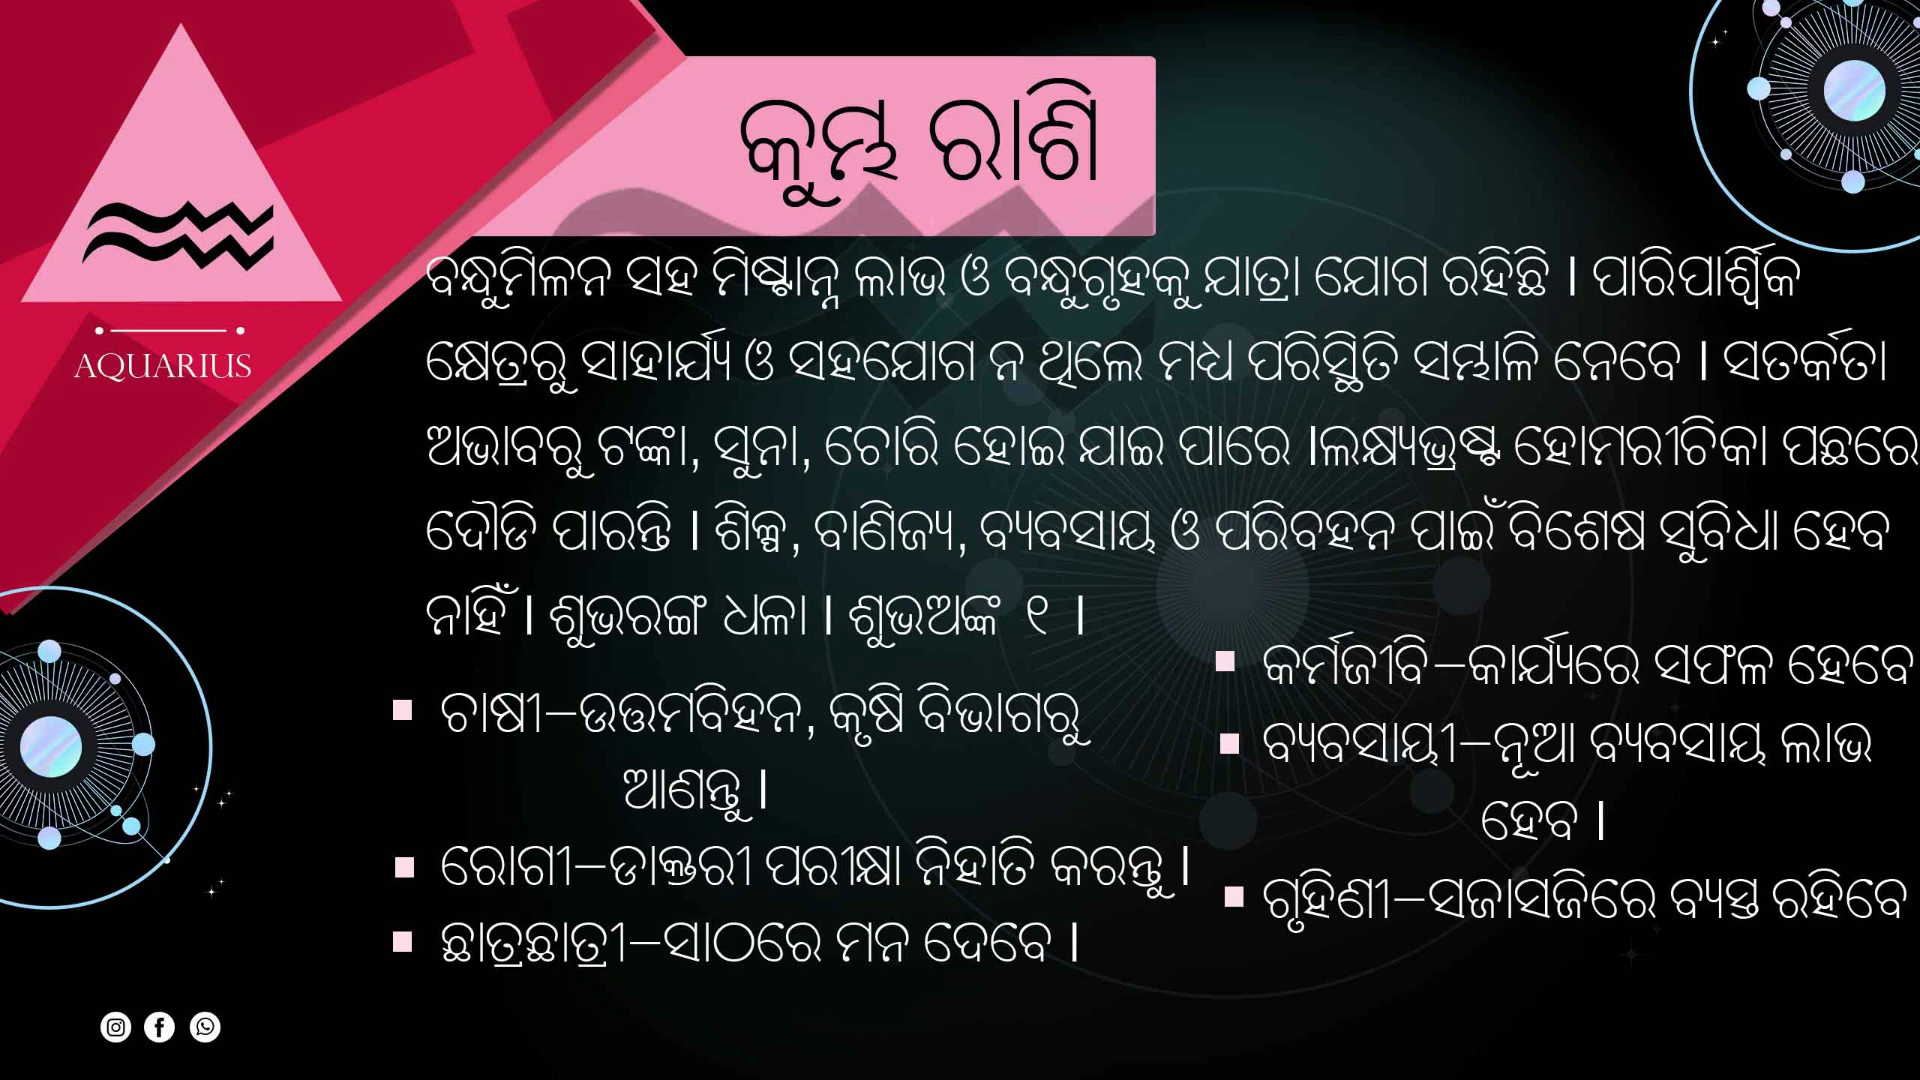 କୁମ୍ଭ ରାଶି
AQUARIUS
ବନ୍ଧୁମିଳନ ସହ ମିଷ୍ଟାନ୍ନ ଲାଭ ଓ ବନ୍ଧୁଗୃହକୁ ଯାତ୍ରା ଯୋଗ ରହିଛି । ପାରିପାର୍ଶ୍ୱିକ
କ୍ଷେତ୍ରରୁ ସାହାର୍ଯ୍ୟ ଓ ସହଯୋଗ ନ ଥିଲେ ମଧ୍ୟ ପରିସ୍ଥିତି ସମ୍ଭାଳି ନେବେ । ସତର୍କତା
ଅଭାବରୁ ଟଙ୍କା, ସୁନା, ଚୋରି ହୋଇ ଯାଇ ପାରେ ।ଲକ୍ଷ୍ୟଭ୍ରଷ୍ଟ ହୋମରୀଚିକା ପଛରେ
ଦୌଡି ପାରନ୍ତି । ଶିଳ୍ପ, ବାଣିଜ୍ୟ, ବ୍ୟବସାୟ ଓ ପରିବହନ ପାଇଁ ବିଶେଷ ସୁବିଧା ହେବ
ନାହିଁ । ଶୁଭରଙ୍ଗ ଧଳା । ଶୁଭଅଙ୍କ ୧ ।
ଚାଷୀ–ଉତ୍ତମବିହନ, କୃଷି ବିଭାଗରୁ
ଆଣନ୍ତୁ ।
ରୋଗୀ–ଡାକ୍ତରୀ ପରୀକ୍ଷା ନିହାତି କରନ୍ତୁ ।
ଛାତ୍ରଛାତ୍ରୀ–ସାଠରେ ମନ ଦେବେ ।
କର୍ମଜୀବି–କାର୍ଯ୍ୟରେ ସଫଳ ହେବେ
ବ୍ୟବସାୟୀ–ନୂଆ ବ୍ୟବସାୟ ଲାଭ
ହେବ ।
ଗୃହିଣୀ–ସଜାସଜିରେ ବ୍ୟସ୍ତ ରହିବେ